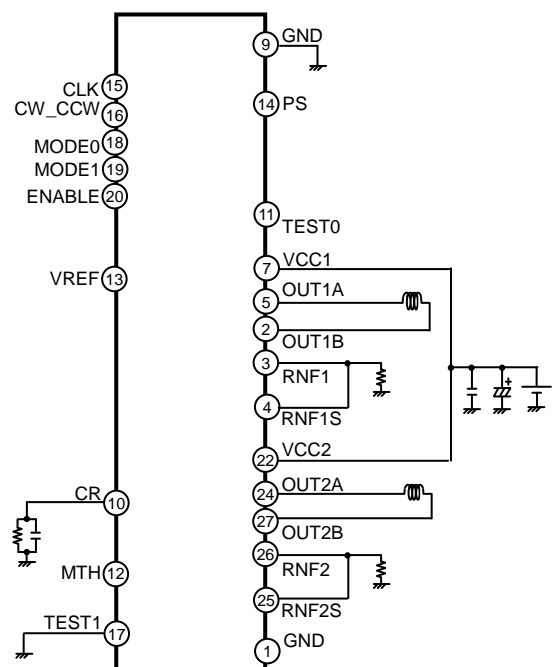 9 GND
15 CLK
16 CW_CCW
14 PS
18 MODE0
19 MODE1
20 ENABLE
11 TEST0
7 VCC1
13 VREF
5 OUT1A
2 OUT1B
3 RNF1
4 RNF1S
+
22 VCC2
24 OUT2A
10 CR
27 OUT2B
26 RNF2
12 MTH
25 RNF2S
17 TEST1
1 GND